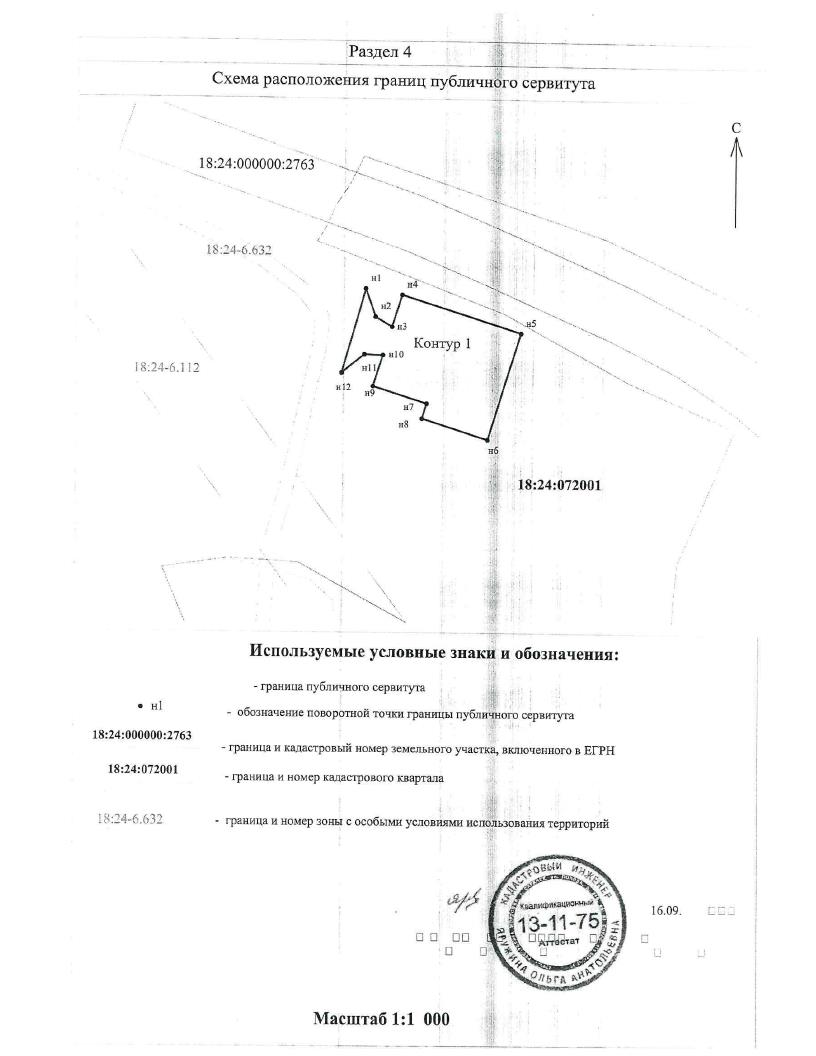 Раздел 4
Схема расположения границ публичного сервитута
С
18:24:000000:2763
18:24-6.632
н1
н4
н2
н3
н5
Контур 1
н10
18:24-6.112
н11
н12
н9
н7
н8
н6
18:24:072001
Используемые условные знаки и обозначения:
- граница публичного сервитута
• н1
- обозначение поворотной точки границы публичного сервитута
18:24:000000:2763
- граница и кадастровый номер земельного участка, включенного в ЕГРН
18:24:072001
- граница и номер кадастрового квартала
18:24-6.632
- граница и номер зоны с особыми условиями использования территорий
КАДАСТРОВЫЙ ИНЖЕНЕР
Квалификационный
13-11-75
Аттестат
ЯРУЖИНА ОЛЬГА АНАТОЛЬЕВНА
16.09.
Масштаб 1:1 000